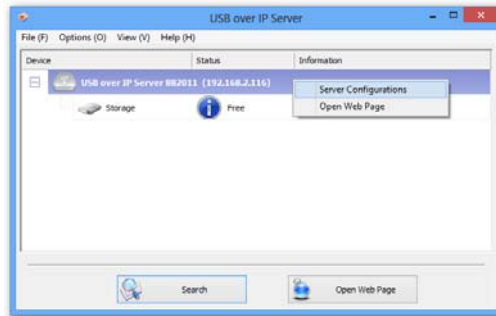 USB over IP Server
File (F) Options (O) View (V) Help (H)
Device Status Information
USB over IP Server 882011 (192.168.2.116)
Server Configurations
Open Web Page
Storage Free
Search Open Web Page